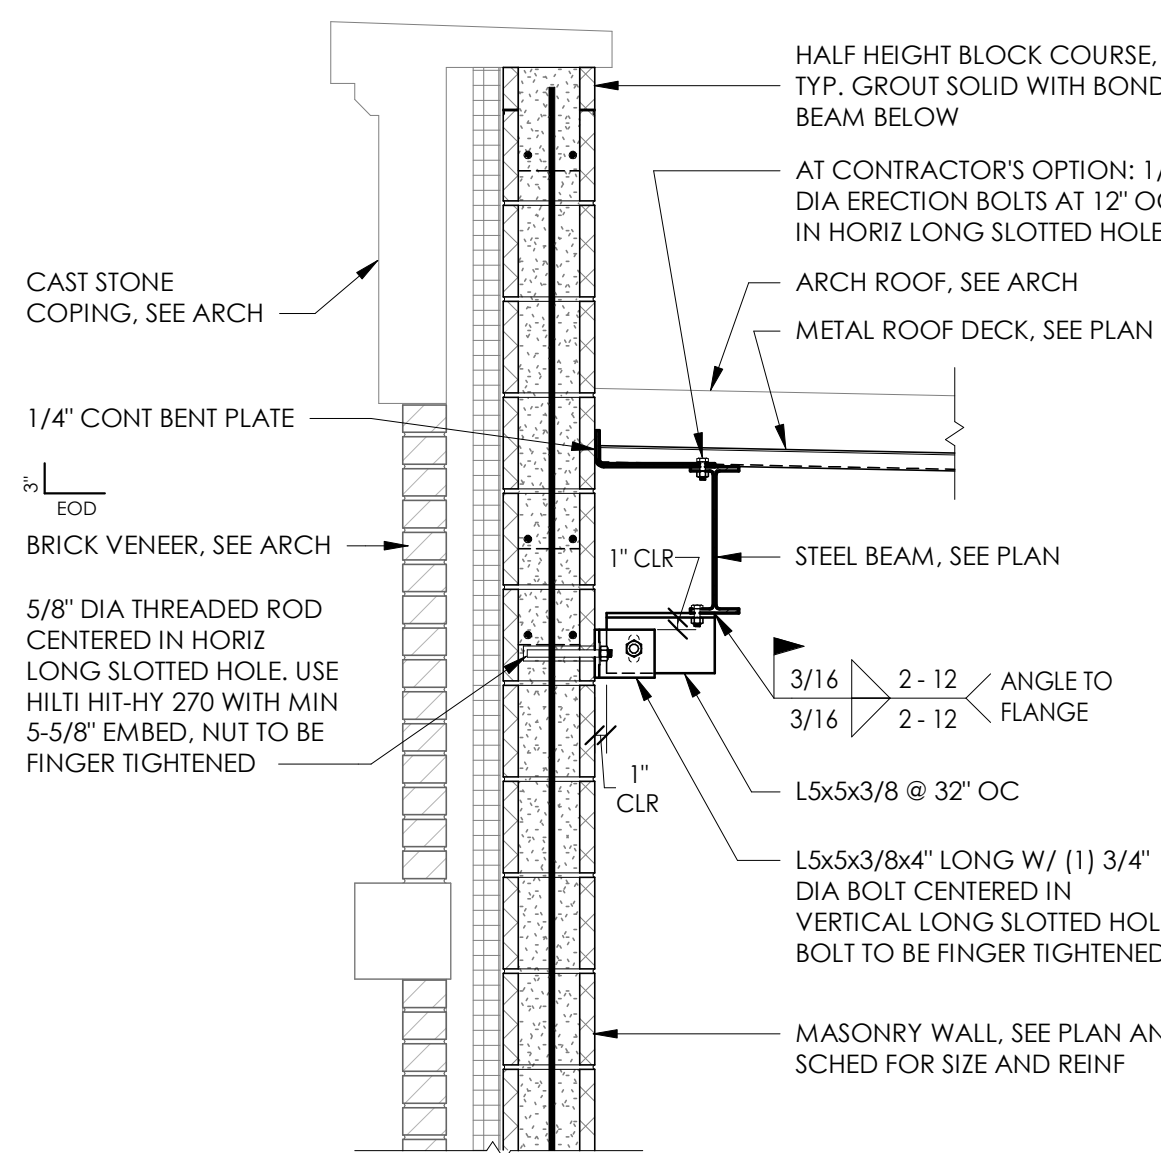 HALF HEIGHT BLOCK COURSE,
TYP. GROUT SOLID WITH BOND
BEAM BELOW
AT CONTRACTOR'S OPTION: 1/
DIA ERECTION BOLTS AT 12" OC
IN HORIZ LONG SLOTTED HOLE
CAST STONE
COPING, SEE ARCH
ARCH ROOF, SEE ARCH
METAL ROOF DECK, SEE PLAN
1/4" CONT BENT PLATE
3"
EOD
BRICK VENEER, SEE ARCH
1" CLR
STEEL BEAM, SEE PLAN
5/8" DIA THREADED ROD
CENTERED IN HORIZ
LONG SLOTTED HOLE. USE
HILTI HIT-HY 270 WITH MIN
5-5/8" EMBED, NUT TO BE
FINGER TIGHTENED
3/16 2 - 12
3/16 2 - 12
ANGLE TO
FLANGE
1"
CLR
L5x5x3/8 @ 32" OC
L5x5x3/8x4" LONG W/ (1) 3/4"
DIA BOLT CENTERED IN
VERTICAL LONG SLOTTED HOL
BOLT TO BE FINGER TIGHTENED
MASONRY WALL, SEE PLAN AN
SCHED FOR SIZE AND REINF